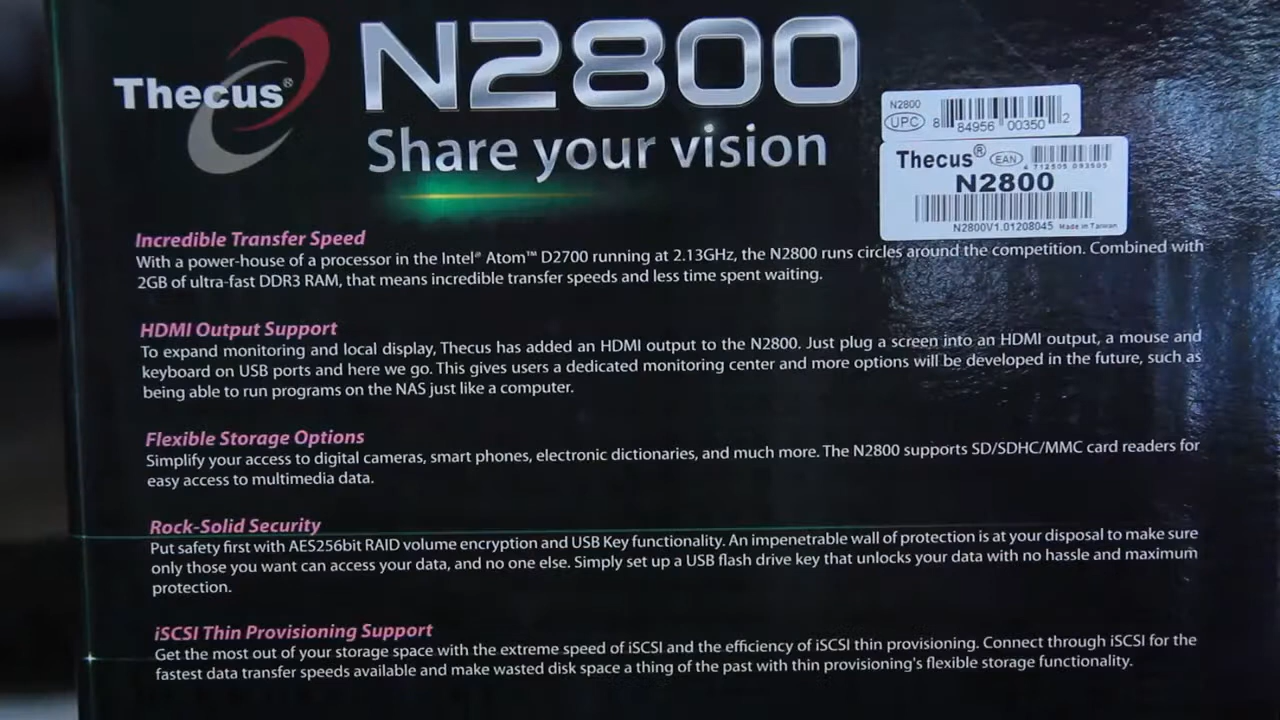 Thecus®
N2800
Share your vision
N2800
UPC
8 84956 00350 2
Thecus® EAN
N2800
N2800V1.01208045 Made in Taiwan
Incredible Transfer Speed
With a power-house of a processor in the Intel® Atom™ D2700 running at 2.13GHz, the N2800 runs circles around the competition. Combined with
2GB of ultra-fast DDR3 RAM, that means incredible transfer speeds and less time spent waiting.
HDMI Output Support
To expand monitoring and local display, Thecus has added an HDMI output to the N2800. Just plug a screen into an HDMI output, a mouse and
keyboard on USB ports and here we go. This gives users a dedicated monitoring center and more options will be developed in the future, such as
being able to run programs on the NAS just like a computer.
Flexible Storage Options
Simplify your access to digital cameras, smart phones, electronic dictionaries, and much more. The N2800 supports SD/SDHC/MMC card readers for
easy access to multimedia data.
Rock-Solid Security
Put safety first with AES256bit RAID volume encryption and USB Key functionality. An impenetrable wall of protection is at your disposal to make sure
only those you want can access your data, and no one else. Simply set up a USB flash drive key that unlocks your data with no hassle and maximum
protection.
iSCSI Thin Provisioning Support
Get the most out of your storage space with the extreme speed of iSCSI and the efficiency of iSCSI thin provisioning. Connect through iSCSI for the
fastest data transfer speeds available and make wasted disk space a thing of the past with thin provisioning's flexible storage functionality.